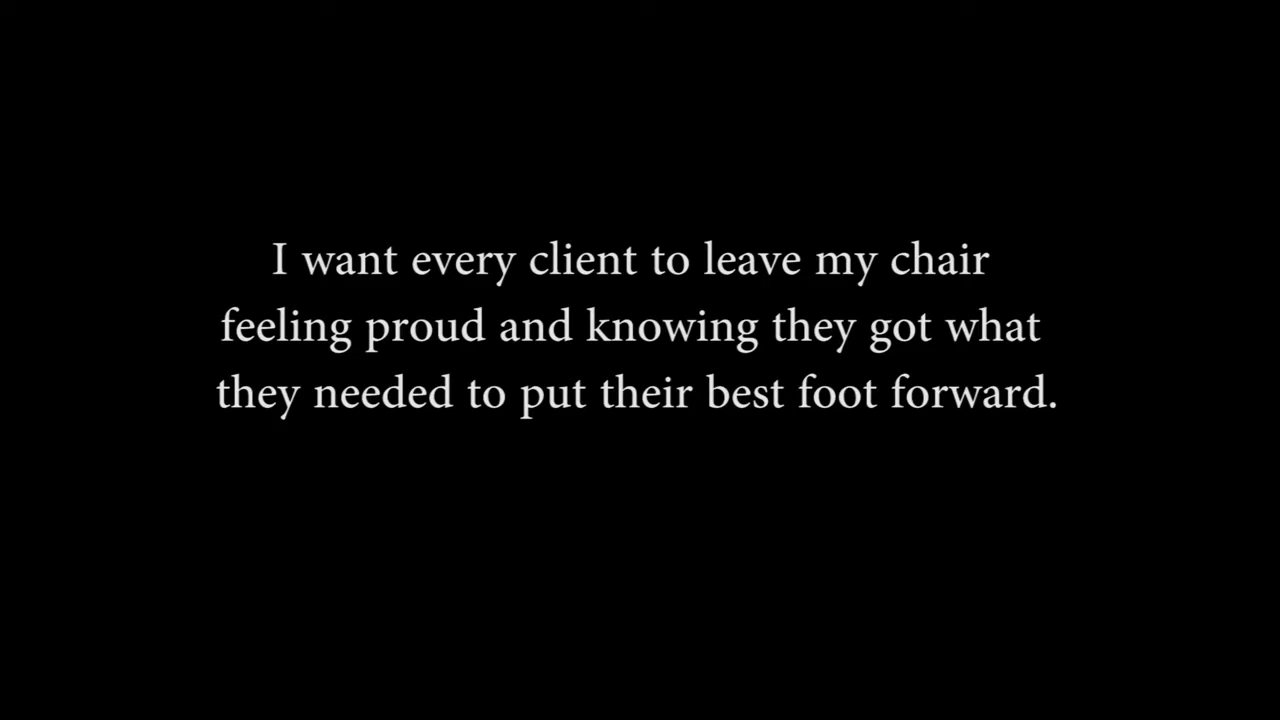 I want every client to leave my chair
feeling proud and knowing they got what
they needed to put their best foot forward.